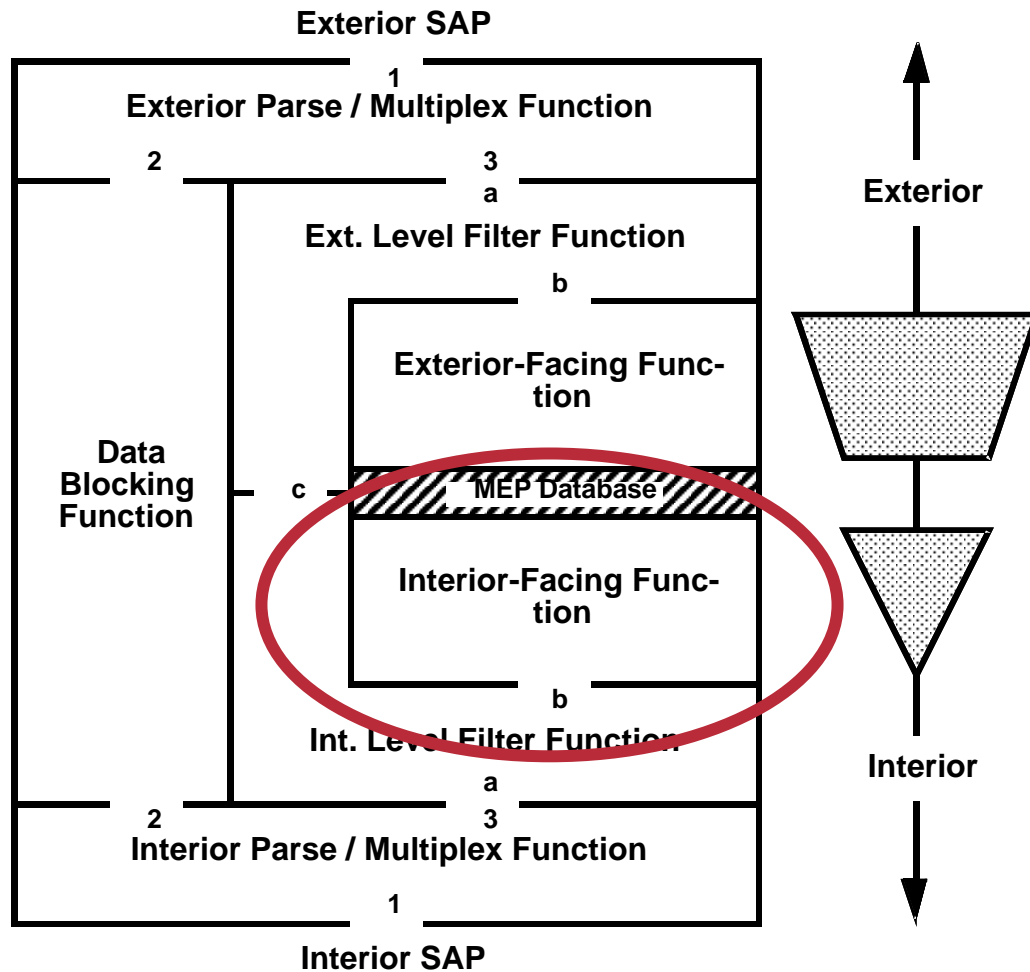 Exterior SAP
1
Exterior Parse / Multiplex Function
2 3
a
Exterior
Ext. Level Filter Function
b
Exterior-Facing Func-
tion
Data
Blocking
Function
c
MEP Database
Interior-Facing Func-
tion
b
Int. Level Filter Function
Interior
a
2 3
Interior Parse / Multiplex Function
1
Interior SAP